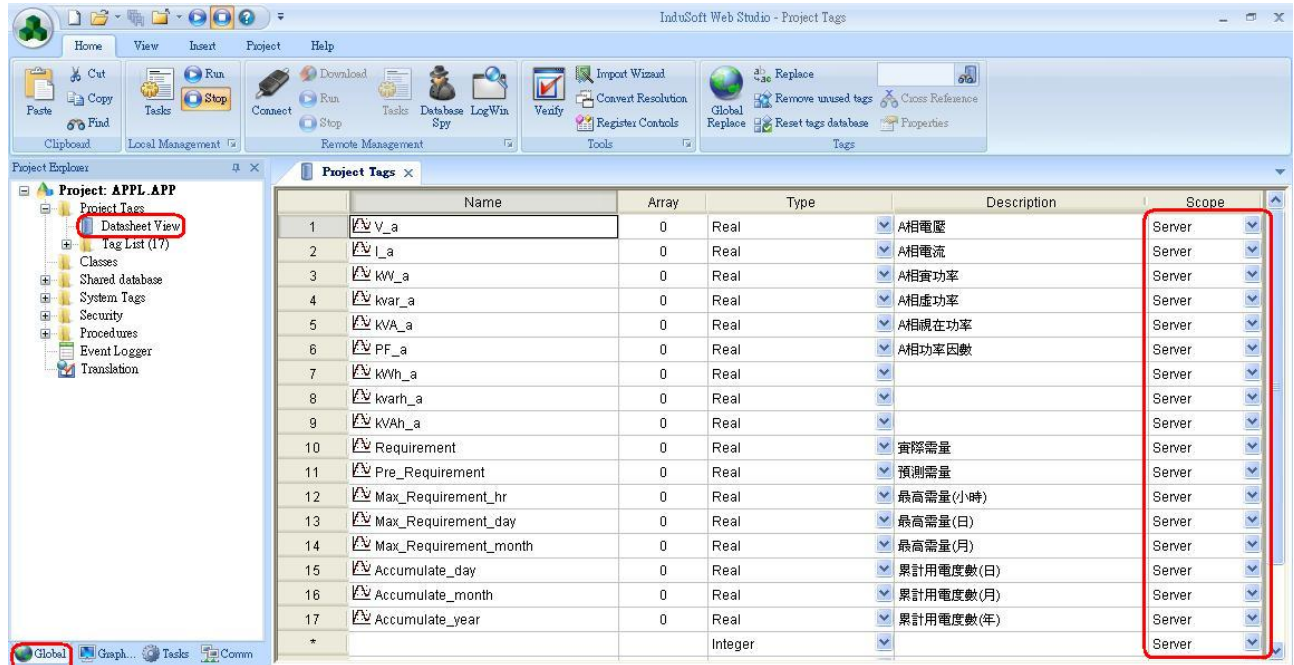 InduSoft Web Studio - Project Tags
Home View Insert Project Help
Paste Cut Copy Find Clipboard
Tasks Run Stop Local Management
Connect Download Run Stop Tasks Database Spy LogWin Remote Management
Verify Import Wizard Convert Resolution Register Controls Tools
Global Replace Replace Remove unused tags Reset tags database Cross Reference Properties Tags
Project Explorer
Project: APPL.APP
Project Tags
Datasheet View
Tag List (17)
Classes
Shared database
System Tags
Security
Procedures
Event Logger
Translation
Global Graph... Tasks Comm
Project Tags
Name Array Type Description Scope
1 V_a 0 Real A相電壓 Server
2 I_a 0 Real A相電流 Server
3 kW_a 0 Real A相實功率 Server
4 kvar_a 0 Real A相虛功率 Server
5 kVA_a 0 Real A相視在功率 Server
6 PF_a 0 Real A相功率因數 Server
7 kWh_a 0 Real Server
8 kvarh_a 0 Real Server
9 kVAh_a 0 Real Server
10 Requirement 0 Real 實際需量 Server
11 Pre_Requirement 0 Real 預測需量 Server
12 Max_Requirement_hr 0 Real 最高需量(小時) Server
13 Max_Requirement_day 0 Real 最高需量(日) Server
14 Max_Requirement_month 0 Real 最高需量(月) Server
15 Accumulate_day 0 Real 累計用電度數(日) Server
16 Accumulate_month 0 Real 累計用電度數(月) Server
17 Accumulate_year 0 Real 累計用電度數(年) Server
* Integer Server